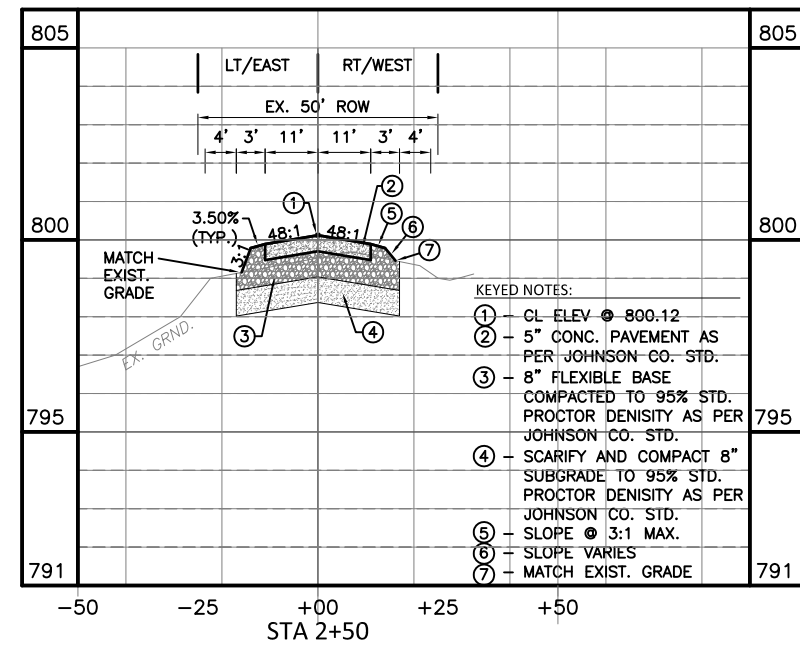 805
805
LT/EAST RT/WEST
EX. 50' ROW
4' 3' 11' 11' 3' 4'
2
1
5
3.50%
(TYP.)
48:1 48:1
6
800
800
7
3:1
MATCH
EXIST.
GRADE
EX. GRND.
3
4
KEYED NOTES:
1 - CL ELEV @ 800.12
2 - 5" CONC. PAVEMENT AS
PER JOHNSON CO. STD.
3 - 8" FLEXIBLE BASE
COMPACTED TO 95% STD.
PROCTOR DENISITY AS PER
JOHNSON CO. STD.
4 - SCARIFY AND COMPACT 8"
SUBGRADE TO 95% STD.
PROCTOR DENISITY AS PER
JOHNSON CO. STD.
5 - SLOPE @ 3:1 MAX.
6 - SLOPE VARIES
7 - MATCH EXIST. GRADE
795
795
791
791
-50 -25 +00 +25 +50
STA 2+50